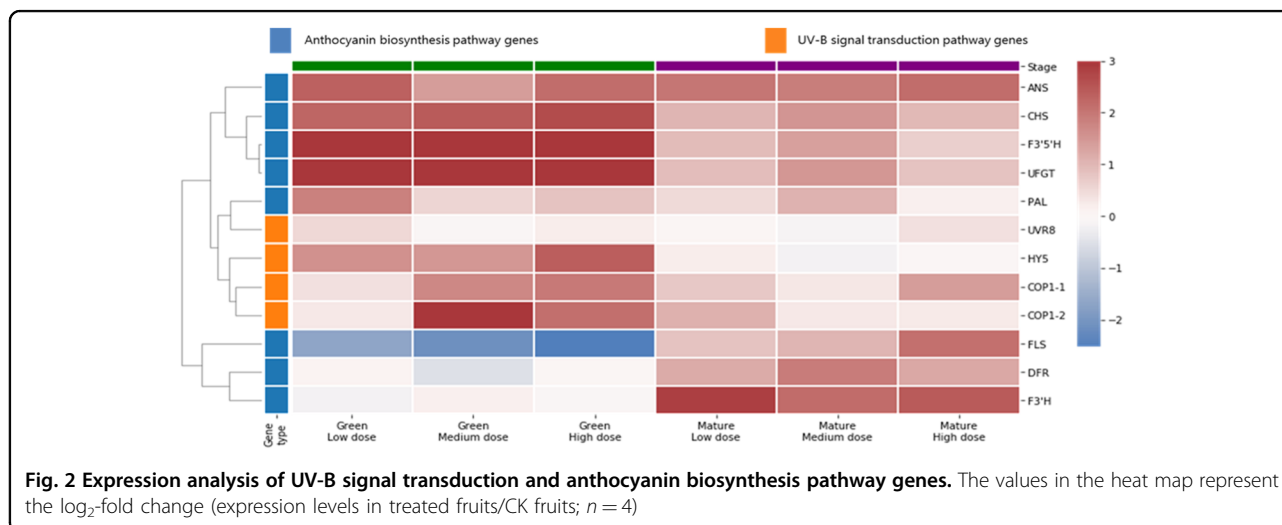 Anthocyanin biosynthesis pathway genes
UV-B signal transduction pathway genes
Stage
ANS
CHS
F3'5'H
UFGT
PAL
UVR8
HY5
COP1-1
COP1-2
FLS
DFR
F3'H
3
2
1
0
−1
−2
Gene
type
Green
Low dose
Green
Medium dose
Green
High dose
Mature
Low dose
Mature
Medium dose
Mature
High dose
Fig. 2 Expression analysis of UV-B signal transduction and anthocyanin biosynthesis pathway genes. The values in the heat map represent
the log₂-fold change (expression levels in treated fruits/CK fruits; n = 4)